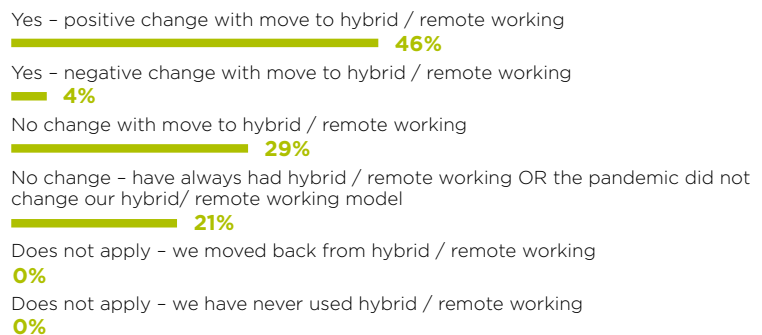 Yes – positive change with move to hybrid / remote working
46%
Yes – negative change with move to hybrid / remote working
4%
No change with move to hybrid / remote working
29%
No change – have always had hybrid / remote working OR the pandemic did not
change our hybrid/ remote working model
21%
Does not apply – we moved back from hybrid / remote working
0%
Does not apply – we have never used hybrid / remote working
0%